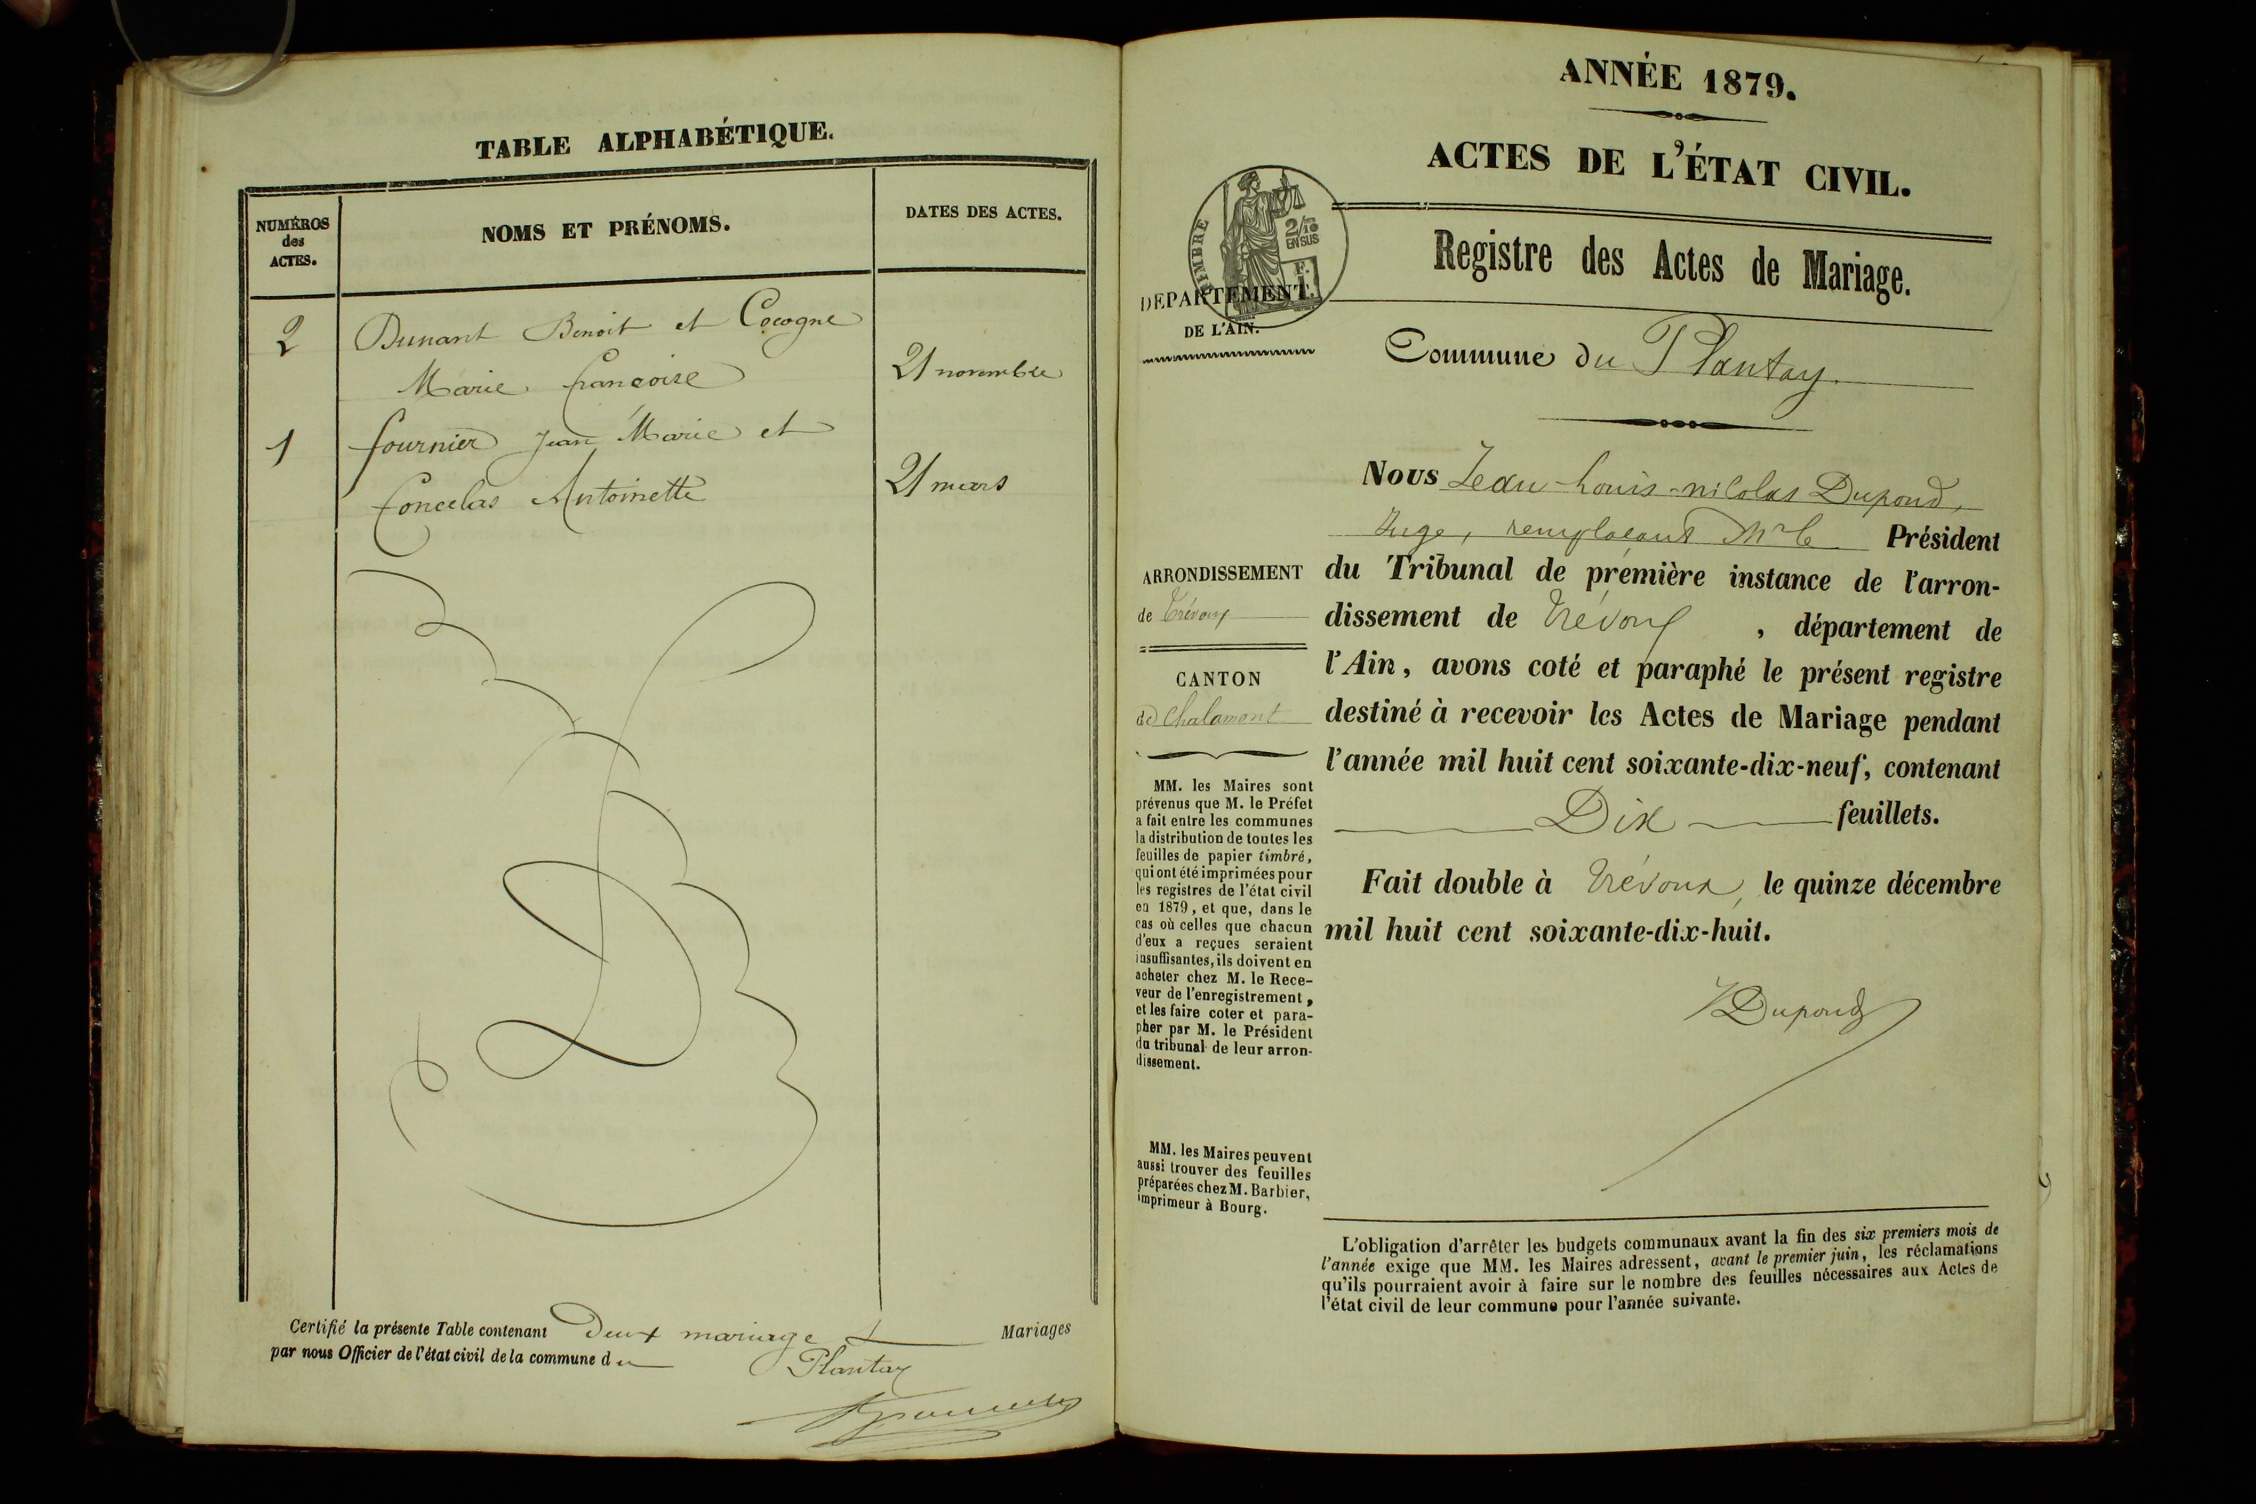 TABLE ALPHABÉTIQUE.
NUMÉROS
des
ACTES.
NOMS ET PRÉNOMS.
DATES DES ACTES.
2 Dunant Benoit et Cocogne
Marie françoise 21 novembre
1 fournier Jean Marie et
Antoinette 21 mars
Certifié la présente Table contenant Deux mariage Mariages
par nous Officier de l'état civil de la commune du Plantay
ANNÉE 1879.
ACTES DE L'ÉTAT CIVIL.
Registre des Actes de Mariage.
TIMBRE
2/10
EN SUS
F.
DÉPARTEMENT
DE L'AIN.
Commune du Plantay
Nous Jean-Louis-nicolas Dupond,
Juge, remplaçant Mr le Président
du Tribunal de première instance de l'arron-
dissement de Trévoux, département de
l'Ain, avons coté et paraphé le présent registre
destiné à recevoir les Actes de Mariage pendant
l'année mil huit cent soixante-dix-neuf, contenant
Dix feuillets.
Fait double à Trévoux, le quinze décembre
mil huit cent soixante-dix-huit.
Dupond
ARRONDISSEMENT
de Trévoux
CANTON
de Chalamont
MM. les Maires sont
prévenus que M. le Préfet
a fait entre les communes
la distribution de toutes les
feuilles de papier timbré,
qui ont été imprimées pour
les registres de l'état civil
en 1879, et que, dans le
cas où celles que chacun
d'eux a reçues seraient
insuffisantes, ils doivent en
acheter chez M. le Rece-
veur de l'enregistrement,
et les faire coter et para-
pher par M. le Président
du tribunal de leur arron-
dissement.
MM. les Maires peuvent
aussi trouver des feuilles
préparées chez M. Barbier,
imprimeur à Bourg.
L'obligation d'arrêter les budgets communaux avant la fin des six premiers mois de
l'année exige que MM. les Maires adressent, avant le premier juin, les réclamations
qu'ils pourraient avoir à faire sur le nombre des feuilles nécessaires aux Actes de
l'état civil de leur commune pour l'année suivante.